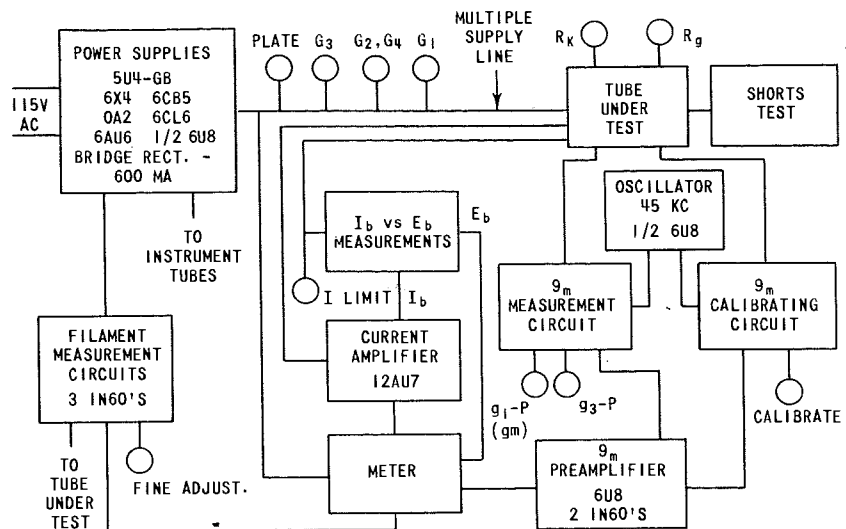 POWER SUPPLIES
5U4-GB
6X4 6CB5
OA2 6CL6
6AU6 1/2 6U8
BRIDGE RECT. -
600 MA
115V
AC
PLATE
G3
G2,G4
G1
MULTIPLE
SUPPLY
LINE
RK
Rg
TUBE
UNDER
TEST
SHORTS
TEST
OSCILLATOR
45 KC
1/2 6U8
TO
INSTRUMENT
TUBES
Ib vs Eb
MEASUREMENTS
Eb
I LIMIT
Ib
CURRENT
AMPLIFIER
12AU7
9m
MEASUREMENT
CIRCUIT
9m
CALIBRATING
CIRCUIT
FILAMENT
MEASUREMENT
CIRCUITS
3 IN60'S
g1-P
(gm)
g3-P
CALIBRATE
TO
TUBE
UNDER
TEST
FINE ADJUST.
METER
9m
PREAMPLIFIER
6U8
2 IN60'S